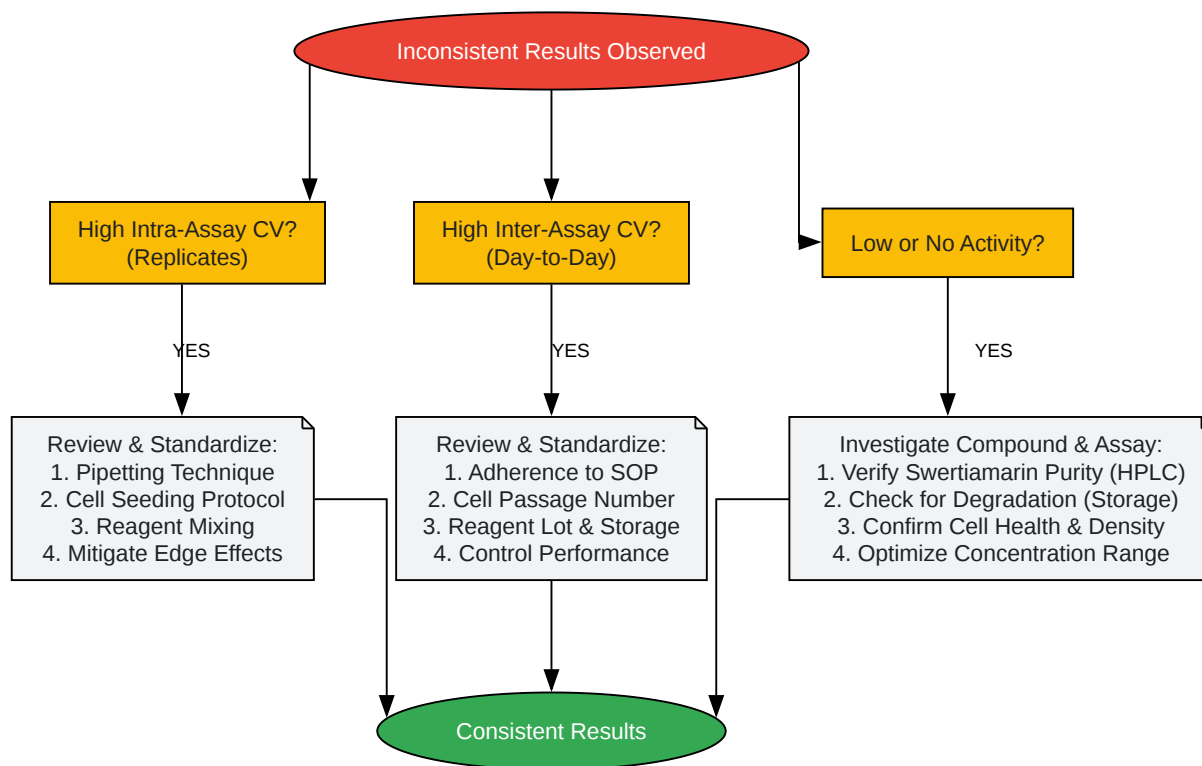 Inconsistent Results Observed
High Intra-Assay CV?
(Replicates)
High Inter-Assay CV?
(Day-to-Day)
Low or No Activity?
YES
YES
YES
Review & Standardize:
1. Pipetting Technique
2. Cell Seeding Protocol
3. Reagent Mixing
4. Mitigate Edge Effects
Review & Standardize:
1. Adherence to SOP
2. Cell Passage Number
3. Reagent Lot & Storage
4. Control Performance
Investigate Compound & Assay:
1. Verify Swertiamarin Purity (HPLC)
2. Check for Degradation (Storage)
3. Confirm Cell Health & Density
4. Optimize Concentration Range
Consistent Results